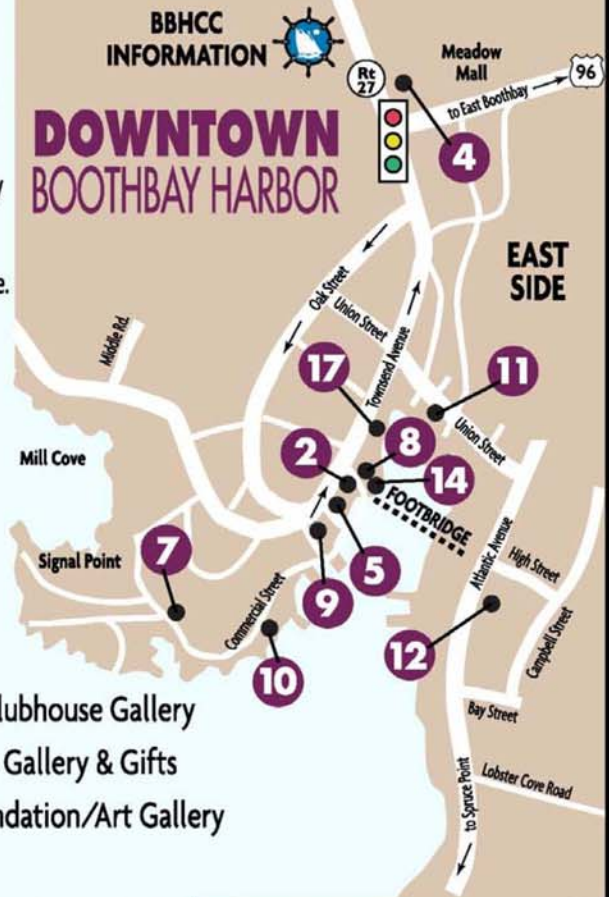 BBHCC
INFORMATION
Rt
27
Meadow
Mall
96
to East Boothbay
DOWNTOWN
BOOTHBAY HARBOR
4
EAST
SIDE
Oak Street
Union Street
Townsend Avenue
Middle Rd.
17
11
Union Street
2
8
14
FOOTBRIDGE
Mill Cove
Signal Point
7
5
9
Commercial Street
10
12
Atlantic Avenue
High Street
Campbell Street
Bay Street
Lobster Cove Road
to Spruce Point
Gallery
Gallery & Gifts
/Art Gallery